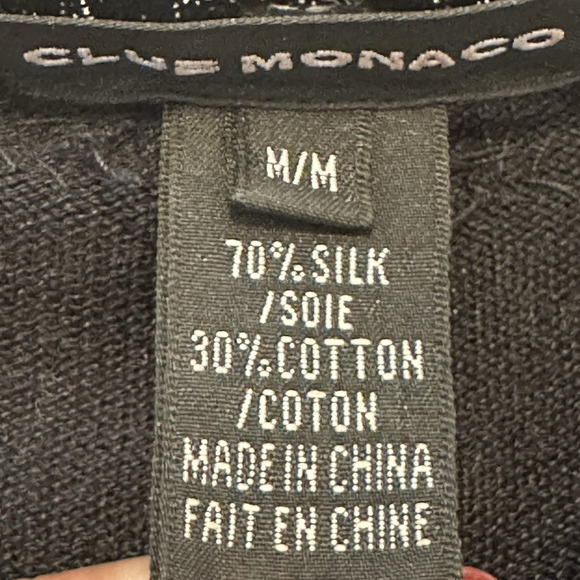 CLUB MONACO
M/M
70% SILK
/SOIE
30% COTTON
/COTON
MADE IN CHINA
FAIT EN CHINE